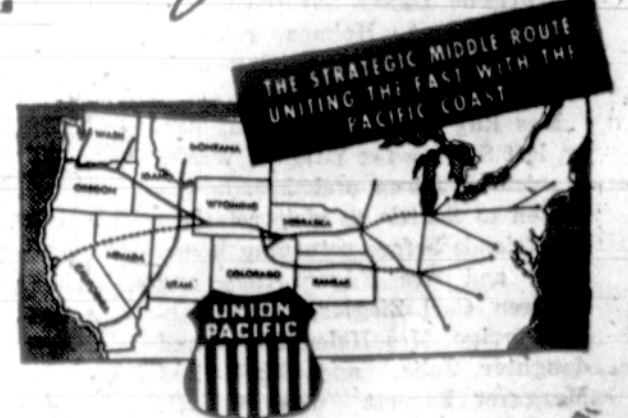 THE STRATEGIC MIDDLE ROUTE
UNITING THE EAST WITH THE
PACIFIC COAST
WASH
MONTANA
IDAHO
OREGON
WYOMING
NEBRASKA
NEVADA
UTAH
COLORADO
KANSAS
CALIFORNIA
UNION
PACIFIC